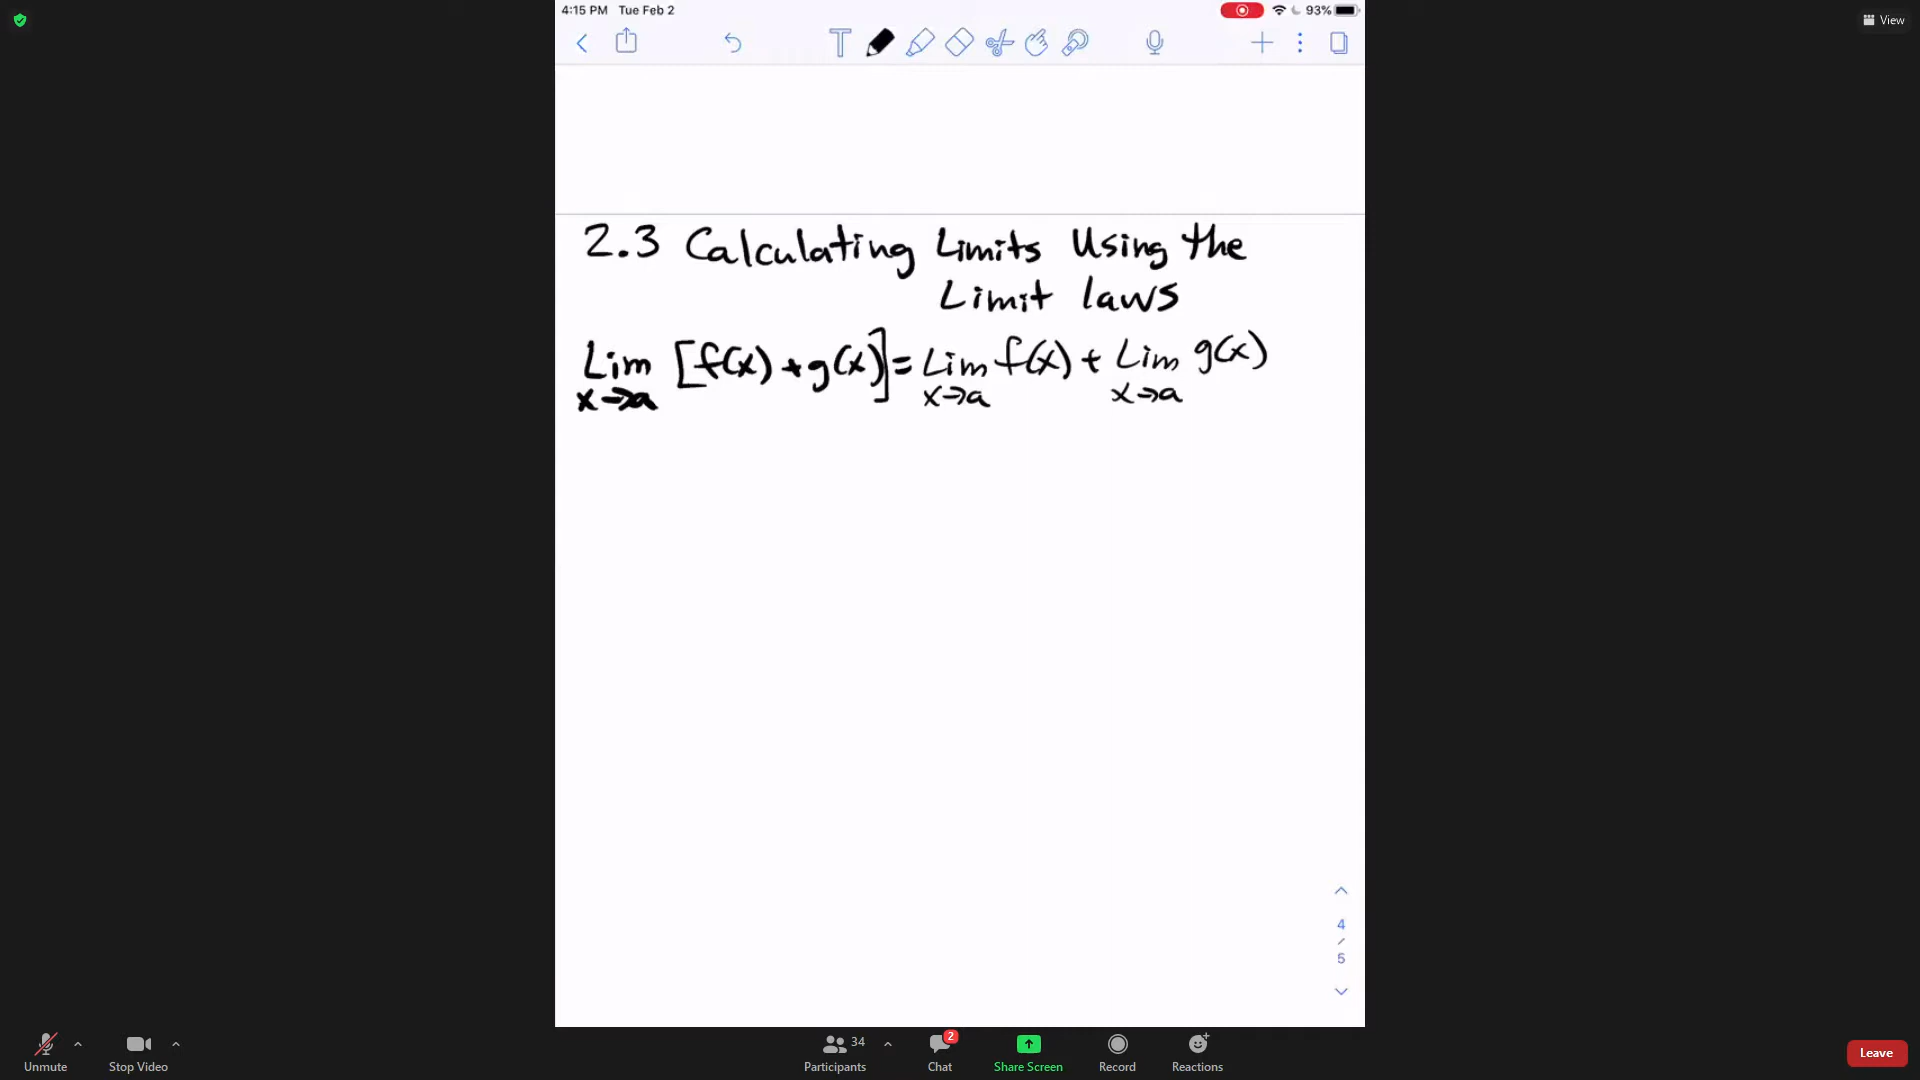 4:15 PM Tue Feb 2
93%
View
T
2.3 Calculating Limits Using the
Limit laws
Lim [f(x) + g(x)] = Lim f(x) + Lim g(x)
x→a x→a x→a
4
/
5
Unmute
Stop Video
34
Participants
2
Chat
Share Screen
Record
Reactions
Leave